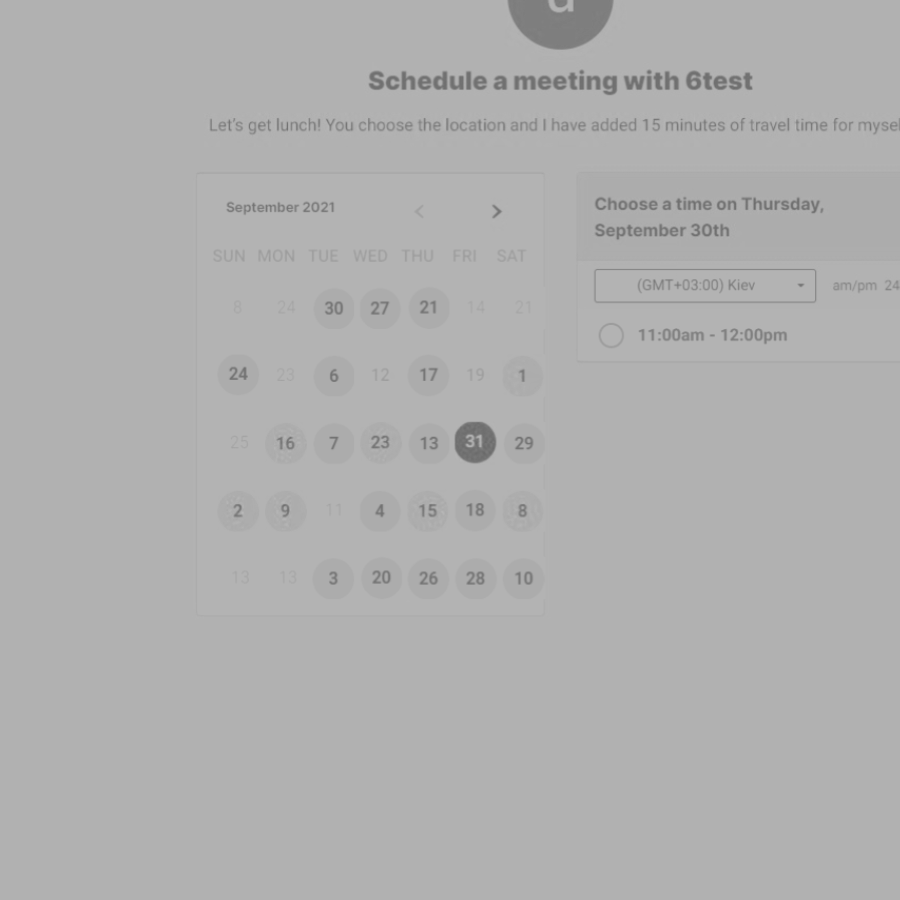 Schedule a meeting with 6test
Let's get lunch! You choose the location and I have added 15 minutes of travel time for mysel
September 2021
SUN MON TUE WED THU FRI SAT
8 24 30 27 21 14 21
24 23 6 12 17 19 1
25 16 7 23 13 31 29
2 9 11 4 15 18 8
13 13 3 20 26 28 10
Choose a time on Thursday,
September 30th
(GMT+03:00) Kiev am/pm 24
11:00am - 12:00pm